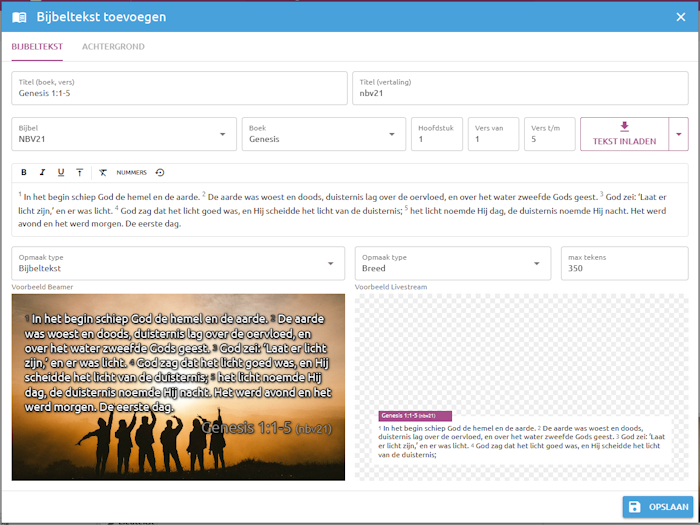 Bijbeltekst toevoegen
BIJBELTEKST ACHTERGROND
Titel (boek, vers) Titel (vertaling)
Genesis 1:1-5 nbv21
Bijbel Boek Hoofdstuk Vers van Vers t/m
NBV21 Genesis 1 1 5 TEKST INLADEN
B I U T NUMMERS
1 In het begin schiep God de hemel en de aarde. 2 De aarde was woest en doods, duisternis lag over de oervloed, en over het water zweefde Gods geest. 3 God zei: ‘Laat er
licht zijn,’ en er was licht. 4 God zag dat het licht goed was, en Hij scheidde het licht van de duisternis; 5 het licht noemde Hij dag, de duisternis noemde Hij nacht. Het werd
avond en het werd morgen. De eerste dag.
Opmaak type Opmaak type max tekens
Bijbeltekst Breed 350
Voorbeeld Beamer Voorbeeld Livestream
1 In het begin schiep God de hemel en de aarde. 2 De aarde
was woest en doods, duisternis lag over de oervloed, en
over het water zweefde Gods geest. 3 God zei: ‘Laat er licht
zijn,’ en er was licht. 4 God zag dat het licht goed was, en Hij
scheidde het licht van de duisternis; 5 het licht noemde Hij
dag, de duisternis noemde Hij nacht. Het werd avond en het
werd morgen. De eerste dag.
Genesis 1:1-5 (nbv21)
Genesis 1:1-5 (nbv21)
1 In het begin schiep God de hemel en de aarde. 2 De aarde was woest en doods,
duisternis lag over de oervloed, en over het water zweefde Gods geest. 3 God zei: ‘Laat
er licht zijn,’ en er was licht. 4 God zag dat het licht goed was, en Hij scheidde het licht
van de duisternis;
OPSLAAN